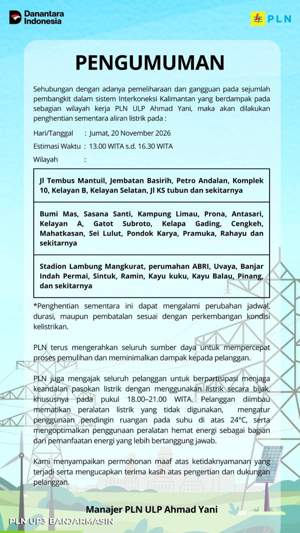 Danantara
Indonesia
PLN
PENGUMUMAN
Sehubungan dengan adanya pemeliharaan dan gangguan pada sejumlah
pembangkit dalam sistem Interkoneksi Kalimantan yang berdampak pada
sebagian wilayah kerja PLN ULP Ahmad Yani, maka akan dilakukan
penghentian sementara aliran listrik pada :
Hari/Tanggal : Jumat, 20 November 2026
Estimasi Waktu : 13.00 WITA s.d. 16.30 WITA
Wilayah :
Jl Tembus Mantuil, Jembatan Basirih, Petro Andalan, Komplek
10, Kelayan B, Kelayan Selatan, Jl KS tubun dan sekitarnya
Bumi Mas, Sasana Santi, Kampung Limau, Prona, Antasari,
Kelayan A, Gatot Subroto, Kelapa Gading, Cengkeh,
Mahatkasan, Sei Lulut, Pondok Karya, Pramuka, Rahayu dan
sekitarnya
Stadion Lambung Mangkurat, perumahan ABRI, Uvaya, Banjar
Indah Permai, Sintuk, Ramin, Kayu kuku, Kayu Balau, Pinang,
dan sekitarnya
*Penghentian sementara ini dapat mengalami perubahan jadwal,
durasi, maupun pembatalan sesuai dengan perkembangan kondisi
kelistrikan.
PLN terus mengerahkan seluruh sumber daya untuk mempercepat
proses pemulihan dan meminimalkan dampak kepada pelanggan.
PLN juga mengajak seluruh pelanggan untuk berpartisipasi menjaga
keandalan pasokan listrik dengan menggunakan listrik secara bijak,
khususnya pada pukul 18.00–21.00 WITA. Pelanggan diimbau
mematikan peralatan listrik yang tidak digunakan, mengatur
penggunaan pendingin ruangan pada suhu di atas 24°C, serta
mengoptimalkan penggunaan peralatan hemat energi sebagai bagian
dari pemanfaatan energi yang lebih bertanggung jawab.
Kami menyampaikan permohonan maaf atas ketidaknyamanan yang
terjadi serta mengucapkan terima kasih atas pengertian dan dukungan
pelanggan.
Manajer PLN ULP Ahmad Yani
PLN UP3 BANJARMASIN